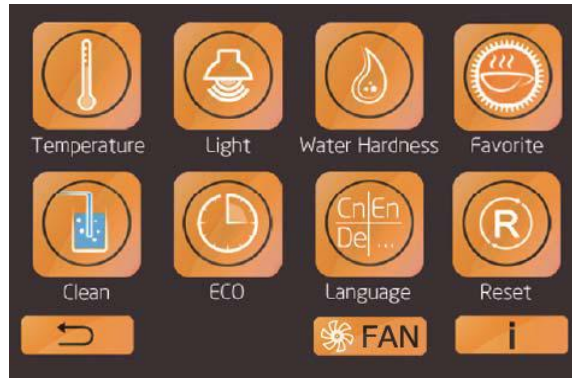 Temperature Light Water Hardness Favorite
Cn En
De ...
R
Clean ECO Language Reset
FAN i